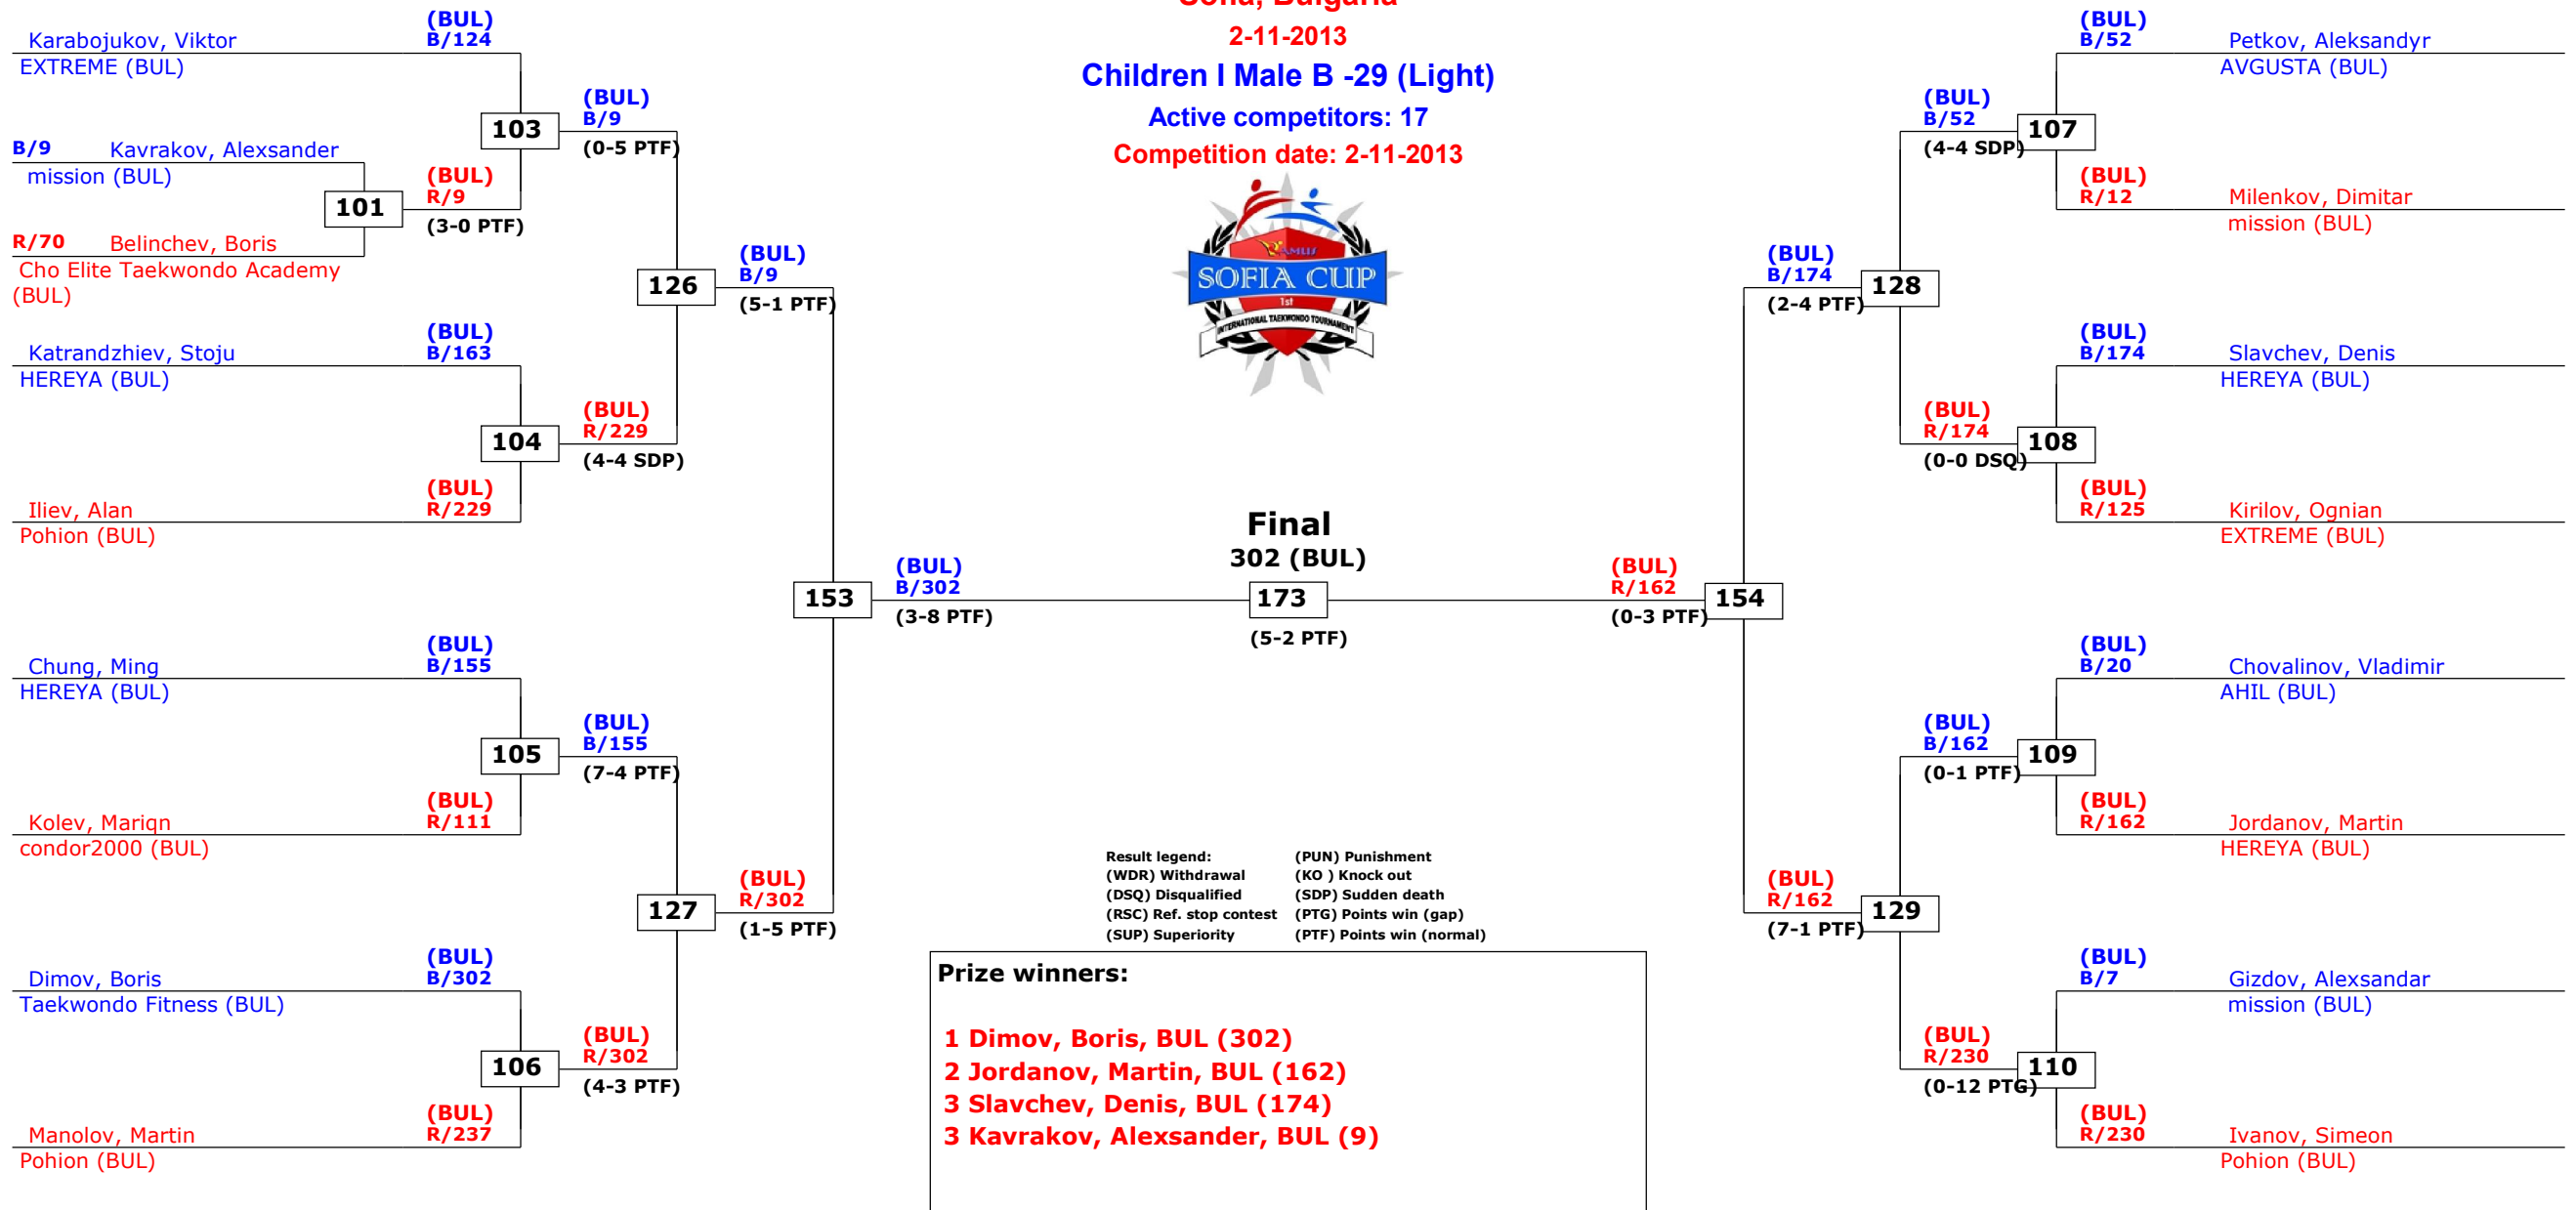 Sofia, Bulgaria
2-11-2013
Children I Male B -29 (Light)
Active competitors: 17
Competition date: 2-11-2013
SOFIA CUP
1st
INTERNATIONAL TAEKWONDO TOURNAMENT
(BUL)
Karabojukov, Viktor B/124
EXTREME (BUL)
103
(BUL)
B/9
(0-5 PTF)
B/9 Kavrakov, Alexsander
mission (BUL)
101
(BUL)
R/9
(3-0 PTF)
R/70 Belinchev, Boris
Cho Elite Taekwondo Academy
(BUL)
126
(BUL)
B/9
(5-1 PTF)
(BUL)
Katrandzhiev, Stoju B/163
HEREYA (BUL)
104
(BUL)
R/229
(4-4 SDP)
(BUL)
Iliev, Alan R/229
Pohion (BUL)
153
(BUL)
B/302
(3-8 PTF)
(BUL)
Chung, Ming B/155
HEREYA (BUL)
105
(BUL)
B/155
(7-4 PTF)
(BUL)
Kolev, Mariqn R/111
condor2000 (BUL)
127
(BUL)
R/302
(1-5 PTF)
(BUL)
Dimov, Boris B/302
Taekwondo Fitness (BUL)
106
(BUL)
R/302
(4-3 PTF)
(BUL)
Manolov, Martin R/237
Pohion (BUL)
Final
302 (BUL)
173
(5-2 PTF)
(BUL)
B/52 Petkov, Aleksandyr
AVGUSTA (BUL)
(BUL)
B/52
107
(4-4 SDP)
(BUL)
R/12 Milenkov, Dimitar
mission (BUL)
(BUL)
B/174
128
(2-4 PTF)
(BUL)
B/174 Slavchev, Denis
HEREYA (BUL)
(BUL)
R/174
108
(0-0 DSQ)
(BUL)
R/125 Kirilov, Ognian
EXTREME (BUL)
(BUL)
R/162
154
(0-3 PTF)
(BUL)
B/20 Chovalinov, Vladimir
AHIL (BUL)
(BUL)
B/162
109
(0-1 PTF)
(BUL)
R/162 Jordanov, Martin
HEREYA (BUL)
(BUL)
R/162
129
(7-1 PTF)
(BUL)
B/7 Gizdov, Alexsandar
mission (BUL)
(BUL)
R/230
110
(0-12 PTG)
(BUL)
R/230 Ivanov, Simeon
Pohion (BUL)
Result legend: (PUN) Punishment
(WDR) Withdrawal (KO ) Knock out
(DSQ) Disqualified (SDP) Sudden death
(RSC) Ref. stop contest (PTG) Points win (gap)
(SUP) Superiority (PTF) Points win (normal)
Prize winners:
1 Dimov, Boris, BUL (302)
2 Jordanov, Martin, BUL (162)
3 Slavchev, Denis, BUL (174)
3 Kavrakov, Alexsander, BUL (9)